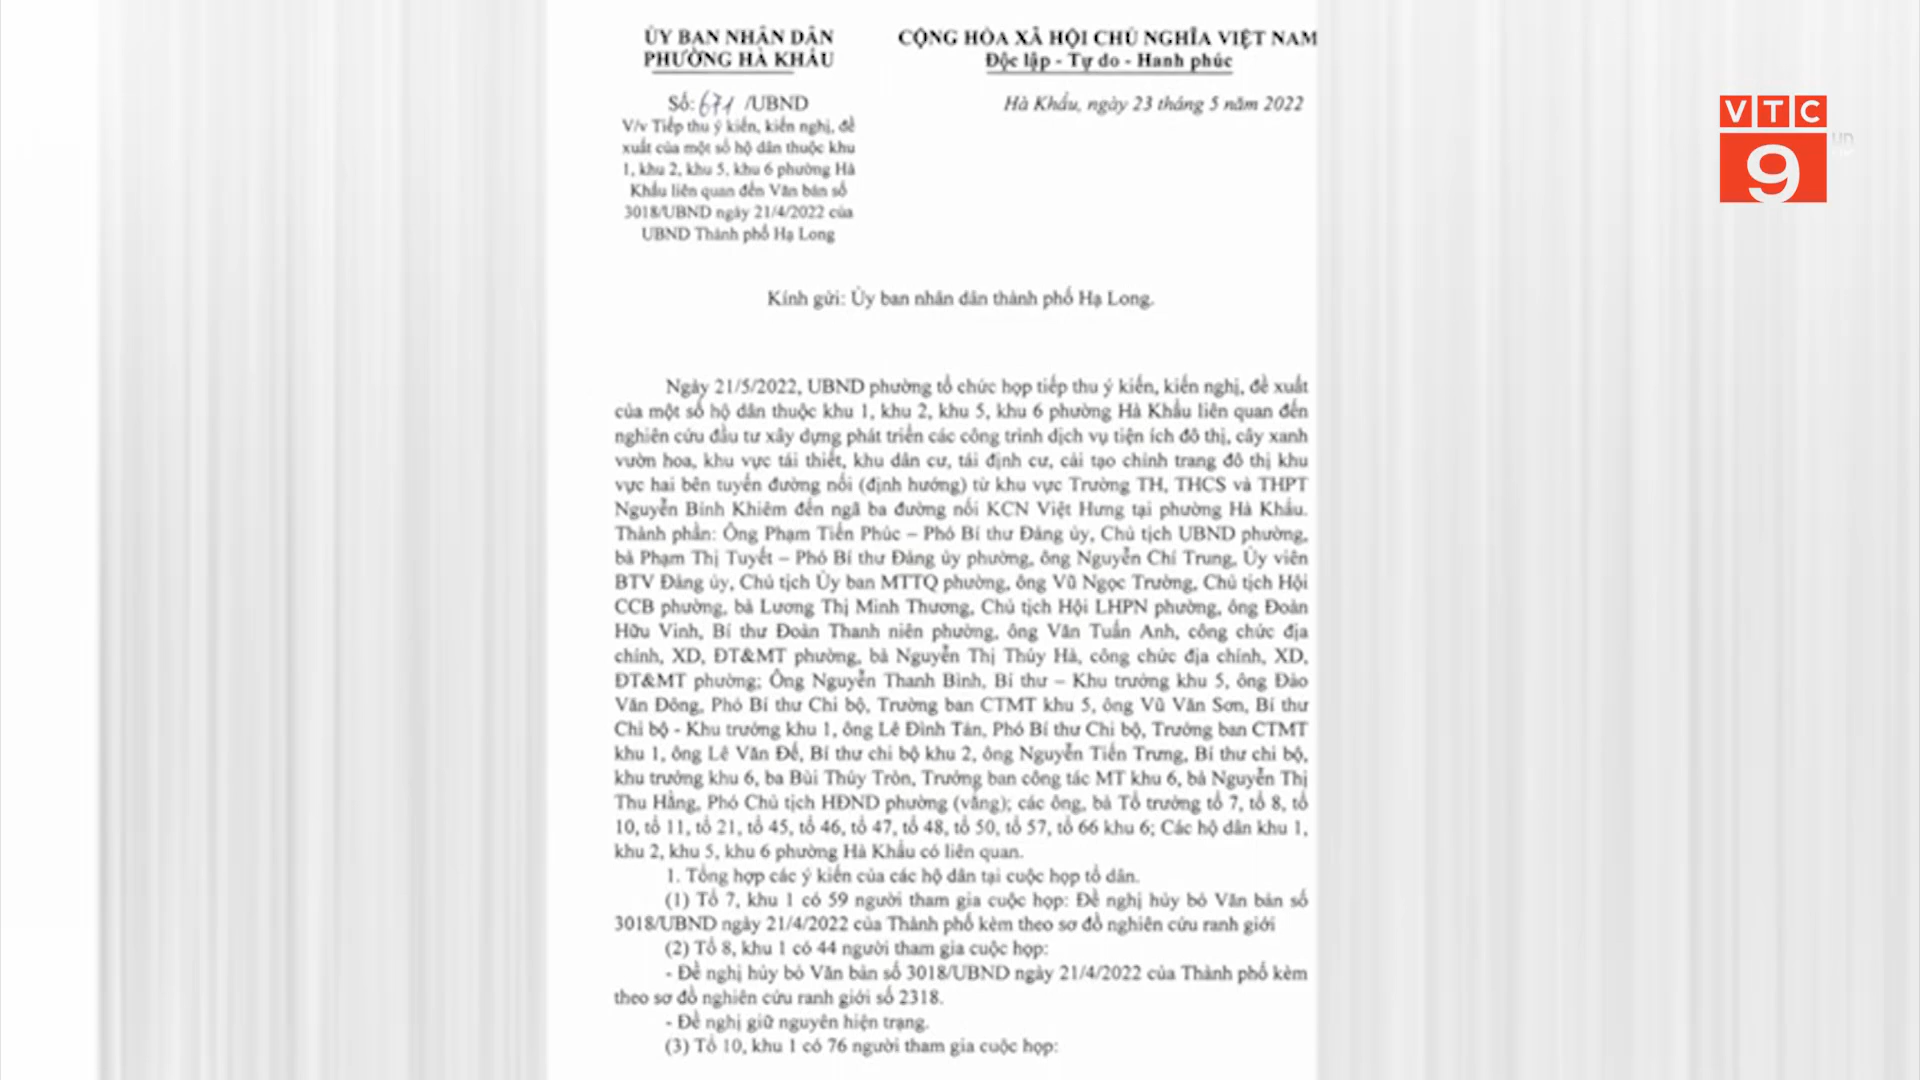 ỦY BAN NHÂN DÂN
PHƯỜNG HÀ KHẨU
CỘNG HÒA XÃ HỘI CHỦ NGHĨA VIỆT NAM
Độc lập - Tự do - Hạnh phúc
Số: 671 /UBND
Hà Khẩu, ngày 23 tháng 5 năm 2022
V/v Tiếp thu ý kiến, kiến nghị, đề
xuất của một số hộ dân thuộc khu
1, khu 2, khu 5, khu 6 phường Hà
Khẩu liên quan đến Văn bản số
3018/UBND ngày 21/4/2022 của
UBND Thành phố Hạ Long
VTC
9
HD
Kính gửi: Ủy ban nhân dân thành phố Hạ Long.
Ngày 21/5/2022, UBND phường tổ chức họp tiếp thu ý kiến, kiến nghị, đề xuất
của một số hộ dân thuộc khu 1, khu 2, khu 5, khu 6 phường Hà Khẩu liên quan đến
nghiên cứu đầu tư xây dựng phát triển các công trình dịch vụ tiện ích đô thị, cây xanh
vườn hoa, khu vực tái thiết, khu dân cư, tái định cư, cải tạo chỉnh trang đô thị khu
vực hai bên tuyến đường nối (định hướng) từ khu vực Trường TH, THCS và THPT
Nguyễn Bỉnh Khiêm đến ngã ba đường nối KCN Việt Hưng tại phường Hà Khẩu.
Thành phần: Ông Phạm Tiến Phúc – Phó Bí thư Đảng ủy, Chủ tịch UBND phường,
bà Phạm Thị Tuyết – Phó Bí thư Đảng ủy phường, ông Nguyễn Chí Trung, Ủy viên
BTV Đảng ủy, Chủ tịch Ủy ban MTTQ phường, ông Vũ Ngọc Trường, Chủ tịch Hội
CCB phường, bà Lương Thị Minh Thương, Chủ tịch Hội LHPN phường, ông Đoàn
Hữu Vinh, Bí thư Đoàn Thanh niên phường, ông Văn Tuấn Anh, công chức địa
chính, XD, ĐT&MT phường, bà Nguyễn Thị Thúy Hà, công chức địa chính, XD,
ĐT&MT phường; Ông Nguyễn Thanh Bình, Bí thư – Khu trưởng khu 5, ông Đào
Văn Đông, Phó Bí thư Chi bộ, Trưởng ban CTMT khu 5, ông Vũ Văn Sơn, Bí thư
Chi bộ - Khu trưởng khu 1, ông Lê Đình Tán, Phó Bí thư Chi bộ, Trưởng ban CTMT
khu 1, ông Lê Văn Đế, Bí thư chi bộ khu 2, ông Nguyễn Tiến Trưng, Bí thư chi bộ,
khu trưởng khu 6, ba Bùi Thúy Tròn, Trưởng ban công tác MT khu 6, bà Nguyễn Thị
Thu Hằng, Phó Chủ tịch HĐND phường (vắng); các ông, bà Tổ trưởng tổ 7, tổ 8, tổ
10, tổ 11, tổ 21, tổ 45, tổ 46, tổ 47, tổ 48, tổ 50, tổ 57, tổ 66 khu 6; Các hộ dân khu 1,
khu 2, khu 5, khu 6 phường Hà Khẩu có liên quan.
1. Tổng hợp các ý kiến của các hộ dân tại cuộc họp tổ dân.
(1) Tổ 7, khu 1 có 59 người tham gia cuộc họp: Đề nghị hủy bỏ Văn bản số
3018/UBND ngày 21/4/2022 của Thành phố kèm theo sơ đồ nghiên cứu ranh giới
(2) Tổ 8, khu 1 có 44 người tham gia cuộc họp:
- Đề nghị hủy bỏ Văn bản số 3018/UBND ngày 21/4/2022 của Thành phố kèm
theo sơ đồ nghiên cứu ranh giới số 2318.
- Đề nghị giữ nguyên hiện trạng.
(3) Tổ 10, khu 1 có 76 người tham gia cuộc họp: